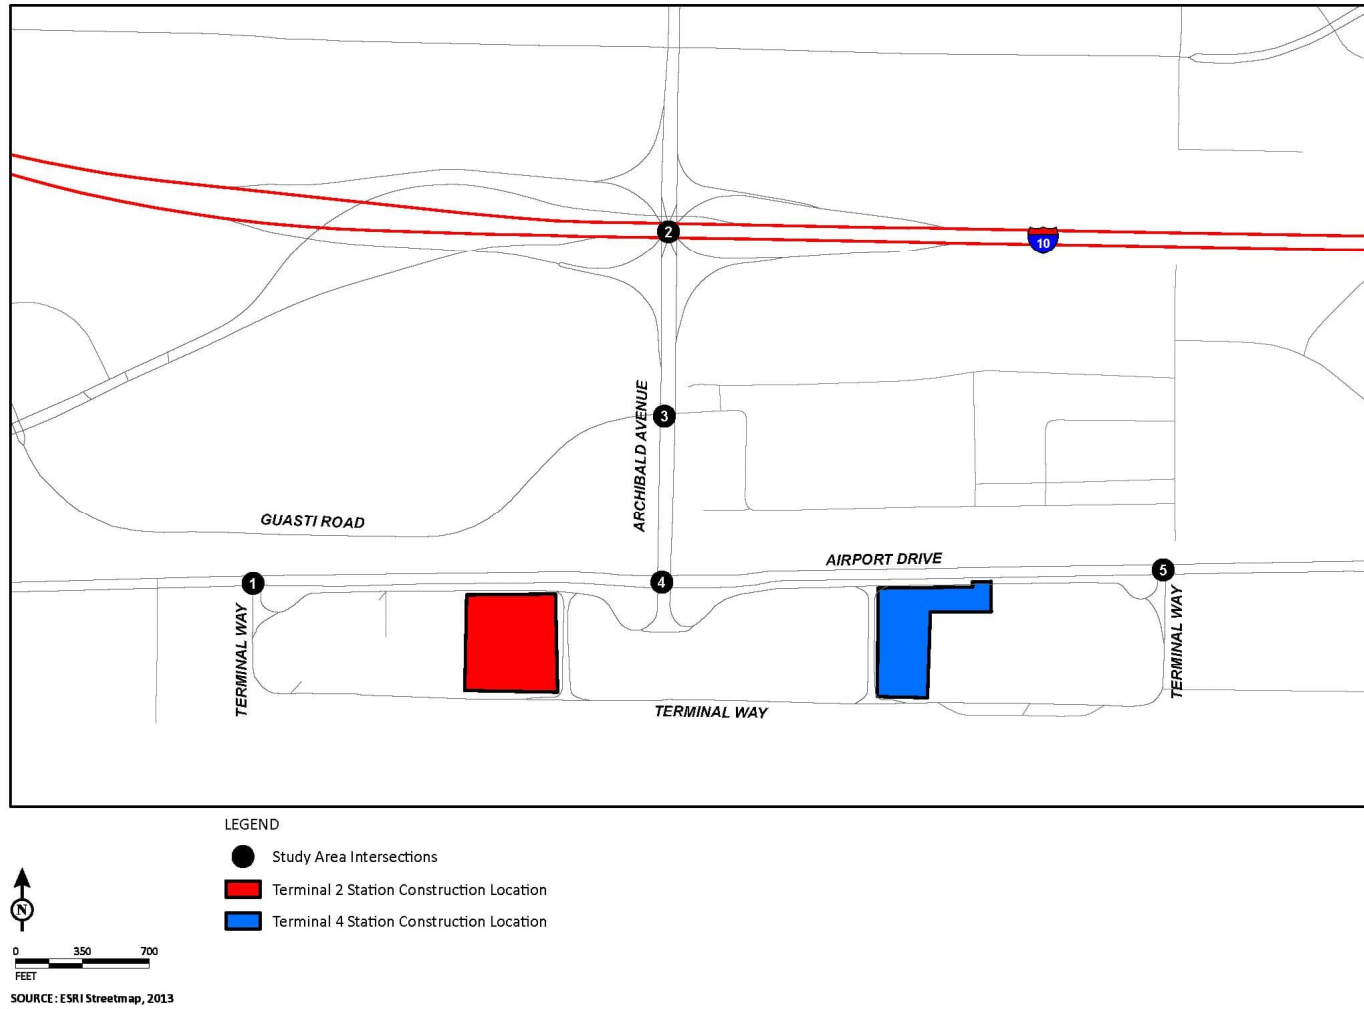 2
10
3
ARCHIBALD AVENUE
GUASTI ROAD
AIRPORT DRIVE
1
4
5
TERMINAL WAY
TERMINAL WAY
TERMINAL WAY
LEGEND
Study Area Intersections
Terminal 2 Station Construction Location
Terminal 4 Station Construction Location
N
0 350 700
FEET
SOURCE: ESRI Streetmap, 2013